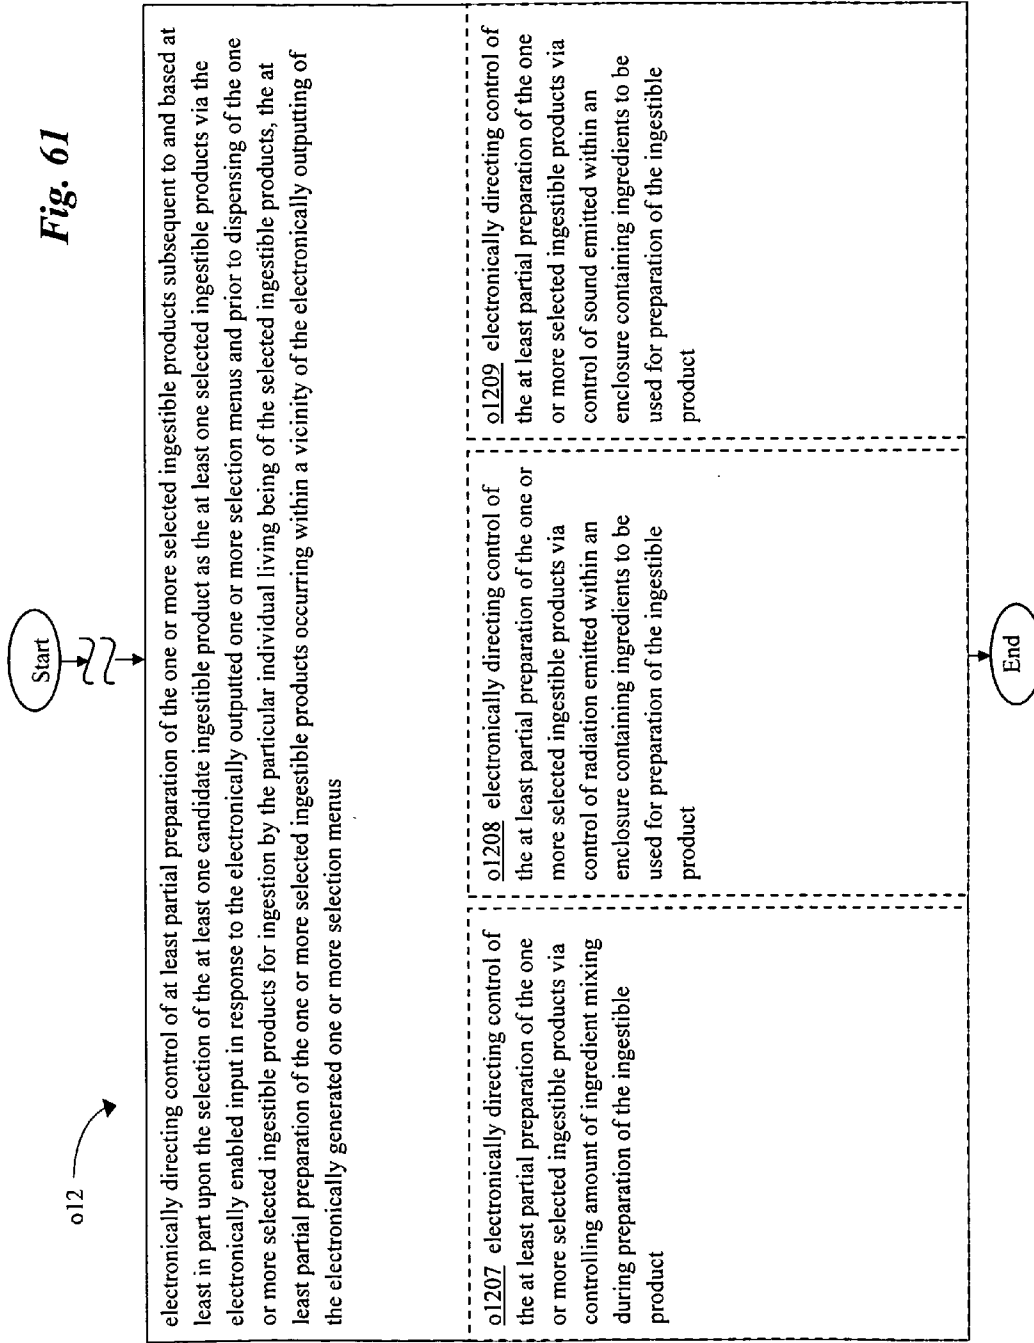 Fig. 61
Start
o12
electronically directing control of at least partial preparation of the one or more selected ingestible products subsequent to and based at
least in part upon the selection of the at least one candidate ingestible product as the at least one selected ingestible products via the
electronically enabled input in response to the electronically outputted one or more selection menus and prior to dispensing of the one
or more selected ingestible products for ingestion by the particular individual living being of the selected ingestible products, the at
least partial preparation of the one or more selected ingestible products occurring within a vicinity of the electronically outputting of
the electronically generated one or more selection menus
o1207 electronically directing control of
the at least partial preparation of the one
or more selected ingestible products via
controlling amount of ingredient mixing
during preparation of the ingestible
product
o1208 electronically directing control of
the at least partial preparation of the one or
more selected ingestible products via
control of radiation emitted within an
enclosure containing ingredients to be
used for preparation of the ingestible
product
o1209 electronically directing control of
the at least partial preparation of the one
or more selected ingestible products via
control of sound emitted within an
enclosure containing ingredients to be
used for preparation of the ingestible
product
End